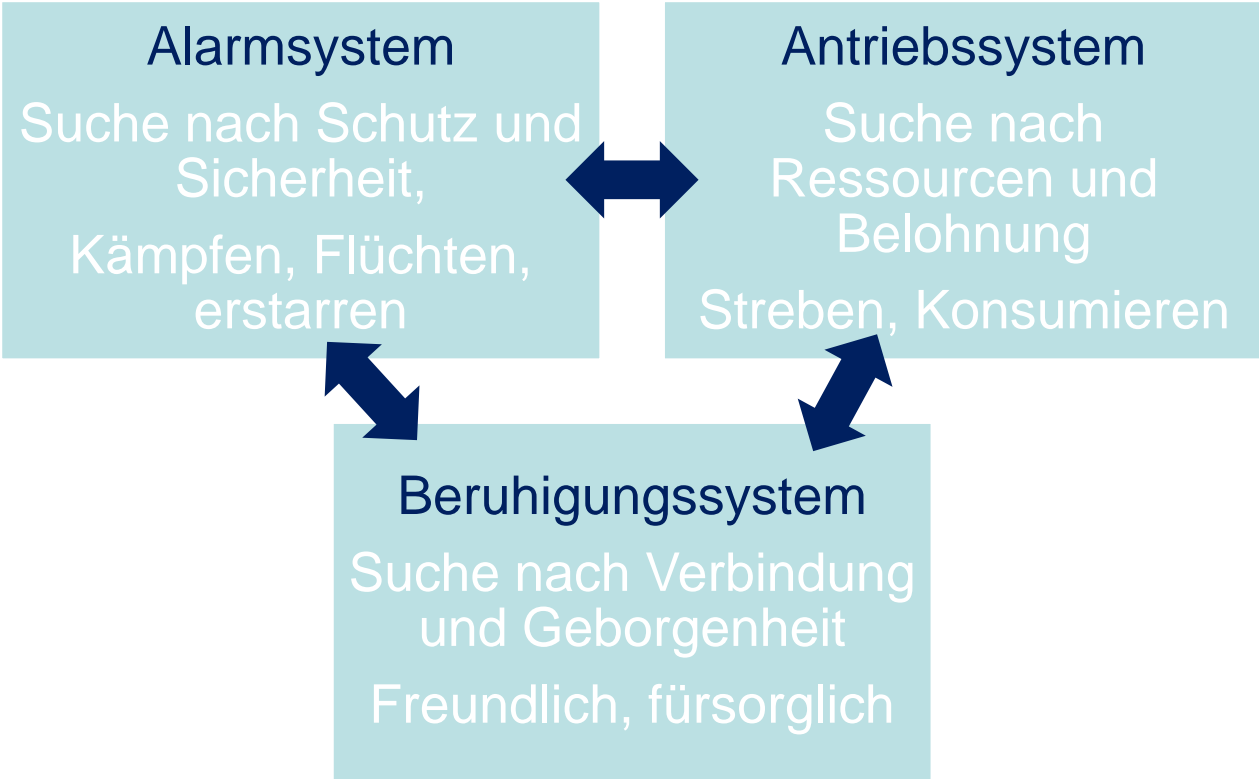 Alarmsystem
Suche nach Schutz und
Sicherheit,
Kämpfen, Flüchten,
erstarren
Antriebssystem
Suche nach
Ressourcen und
Belohnung
Streben, Konsumieren
Beruhigungssystem
Suche nach Verbindung
und Geborgenheit
Freundlich, fürsorglich